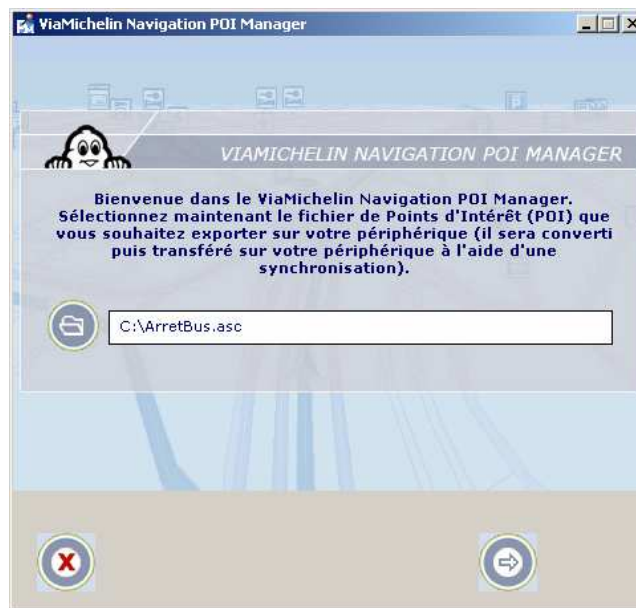 ViaMichelin Navigation POI Manager
VIAMICHELIN NAVIGATION POI MANAGER
Bienvenue dans le ViaMichelin Navigation POI Manager.
Sélectionnez maintenant le fichier de Points d'Intérêt (POI) que
vous souhaitez exporter sur votre périphérique (il sera converti
puis transféré sur votre périphérique à l'aide d'une
synchronisation).
C:\ArretBus.asc